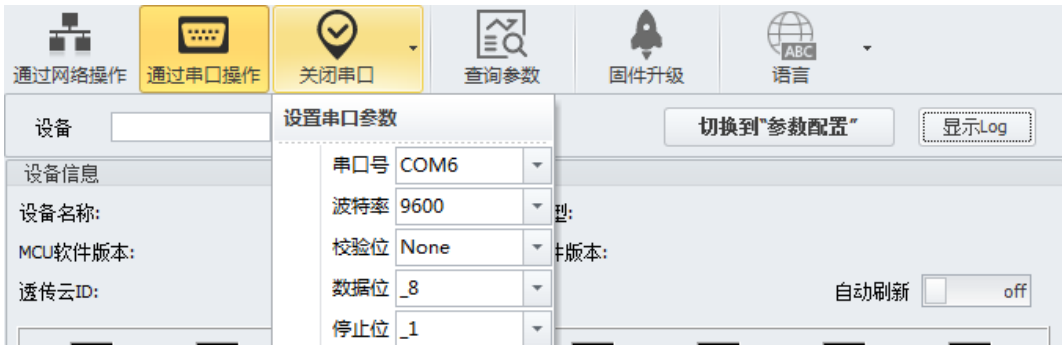 通过网络操作 通过串口操作 关闭串口 查询参数 固件升级 ABC 语言
设备 设置串口参数 切换到"参数配置" 显示Log
设备信息 串口号 COM6
设备名称: 波特率 9600 型:
MCU软件版本: 校验位 None 件版本:
透传云ID: 数据位 _8 自动刷新 off
停止位 _1